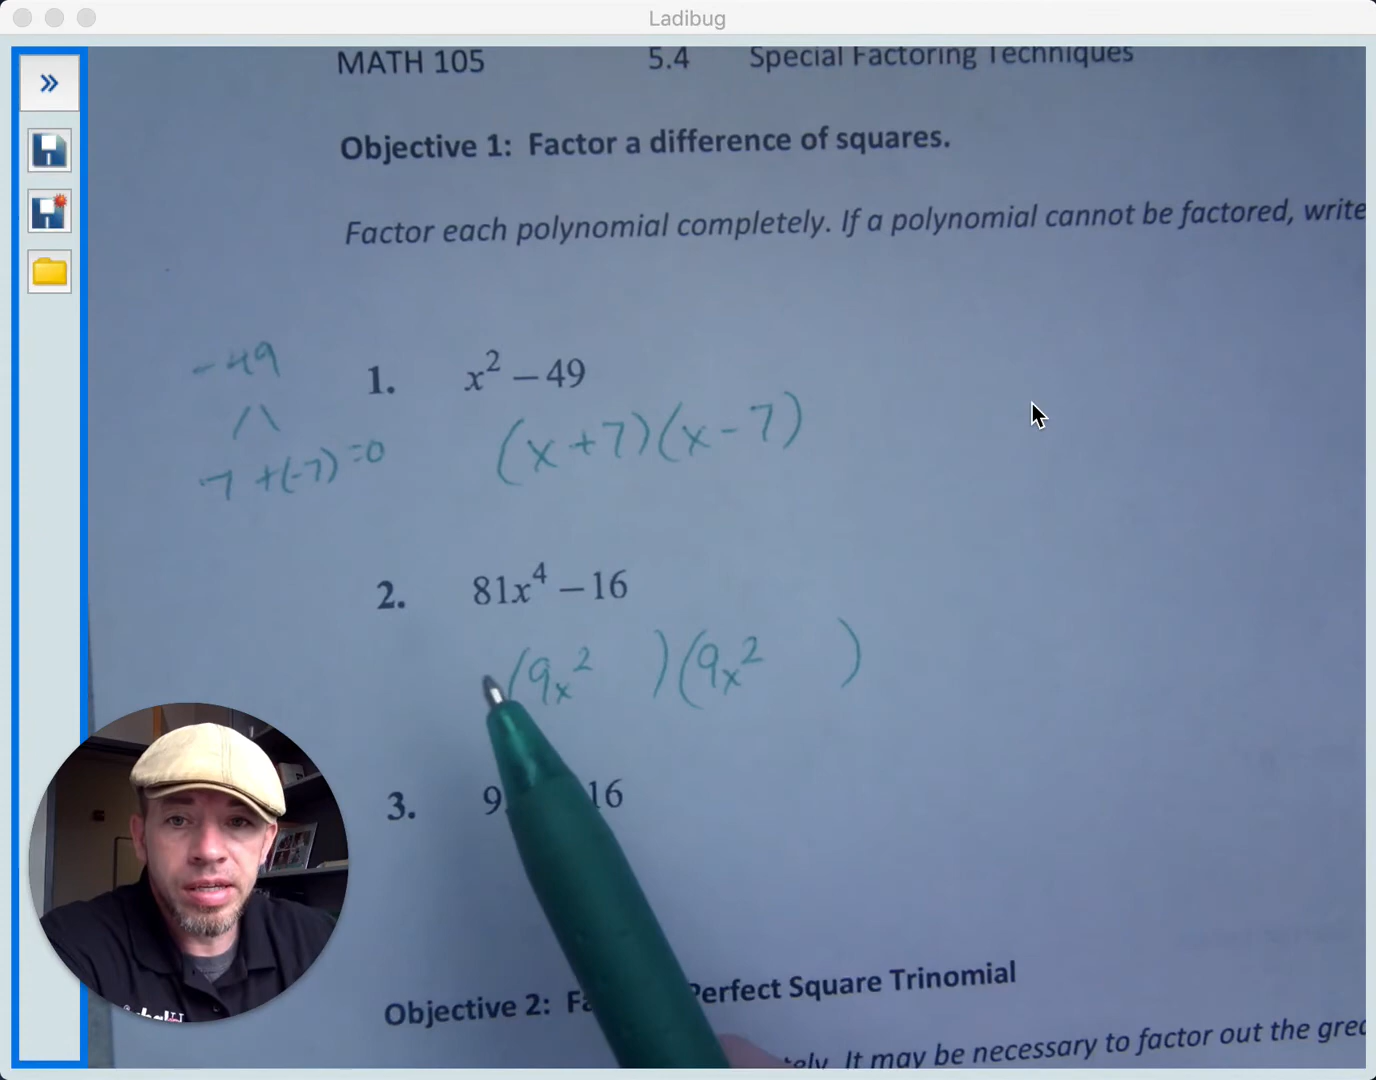 Ladibug
MATH 105 5.4 Special Factoring Techniques
Objective 1: Factor a difference of squares.
Factor each polynomial completely. If a polynomial cannot be factored, write
-49
1. x² – 49
7 +(-7) =0
(x+7)(x-7)
2. 81x⁴ – 16
(9x² )(9x² )
3. 9 16
Objective 2: Perfect Square Trinomial
It may be necessary to factor out the